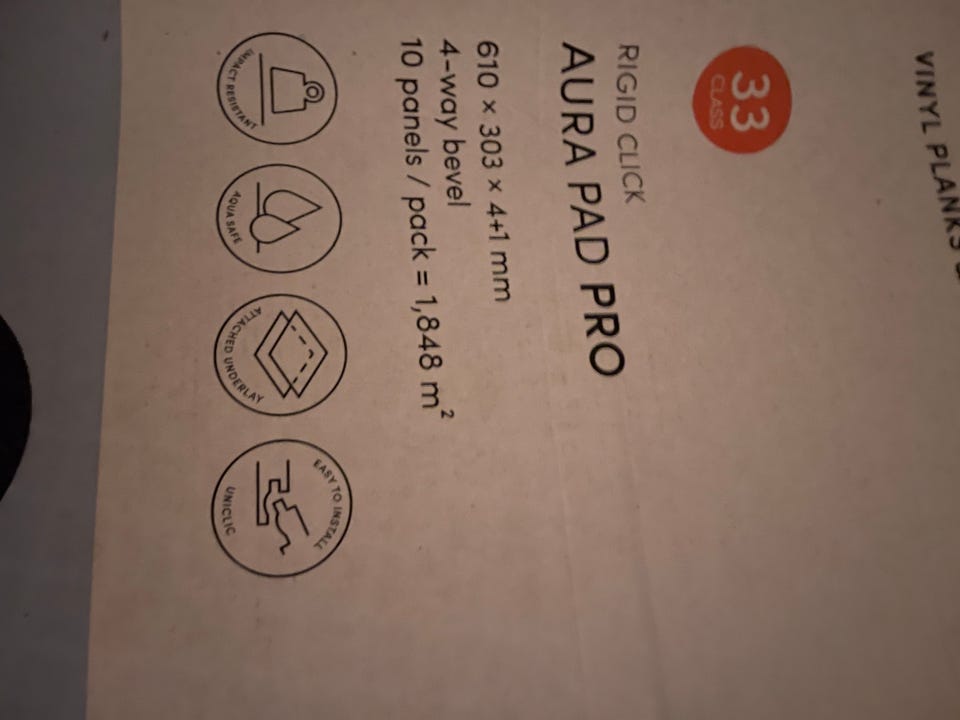 VINYL PLANKS
33
CLASS
RIGID CLICK
AURA PAD PRO
610 x 303 x 4+1 mm
4-way bevel
10 panels / pack = 1,848 m²
IMPACT RESISTANT
AQUA SAFE
ATTACHED UNDERLAY
EASY TO INSTALL
UNICLIC